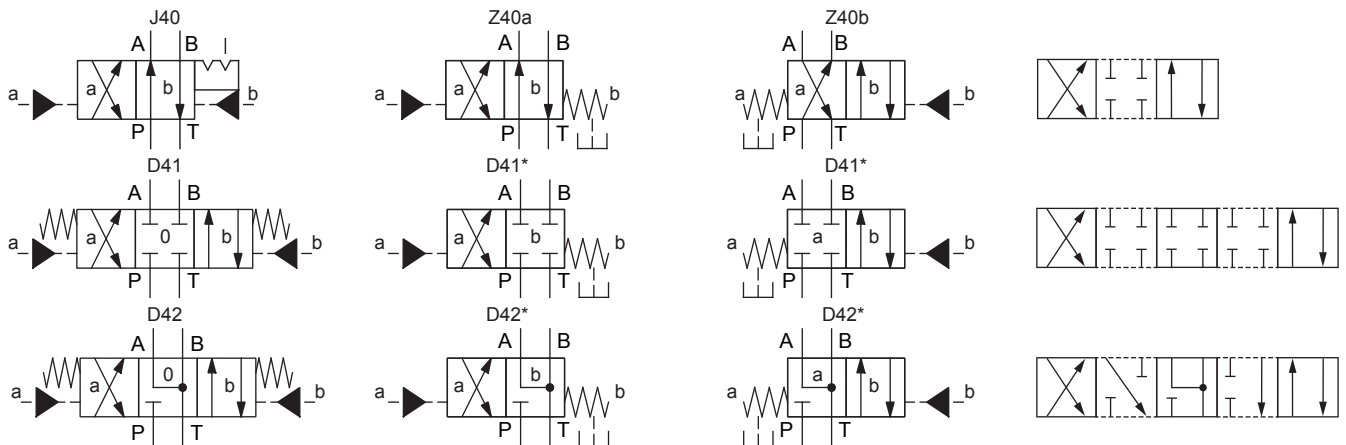 J40 Z40a Z40b
A B A B A B
a a b b a b b a a b b
P T P T P T
D41 D41* D41*
A B A B A B
a a 0 b b a b b a a b b
P T P T P T
D42 D42* D42*
A B A B A B
a a 0 b b a b b a a b b
P T P T P T